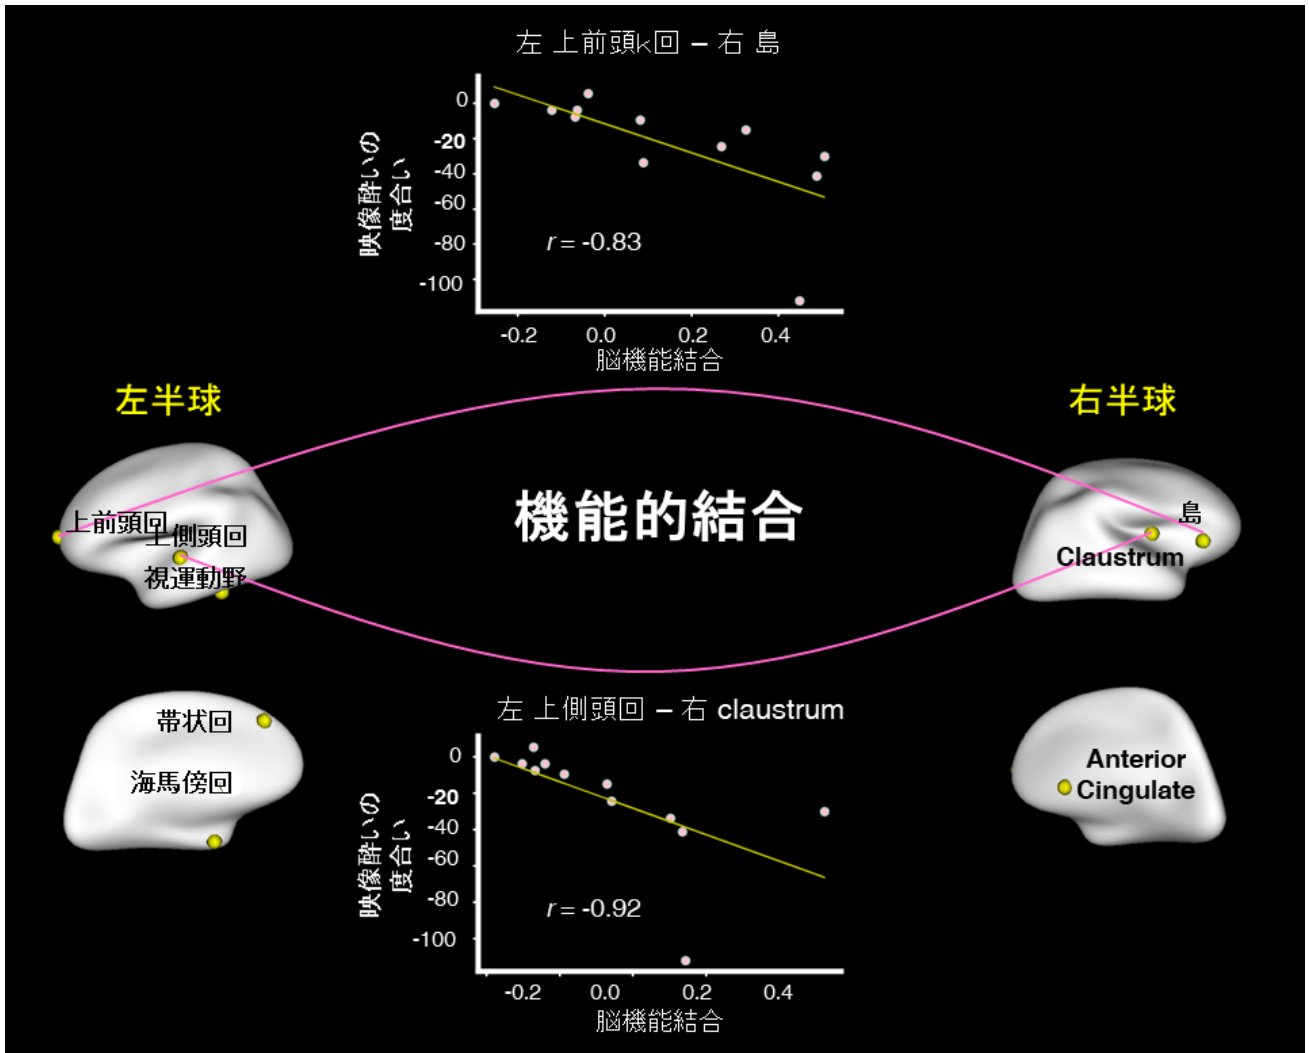 左 上前頭k回 – 右 島
0
-20
-40
-60
-80
-100
映像酔いの
度合い
r = -0.83
-0.2 0.0 0.2 0.4
脳機能結合
左半球
右半球
機能的結合
上前頭回
上側頭回
視運動野
島
Claustrum
帯状回
海馬傍回
Anterior
Cingulate
左 上側頭回 – 右 claustrum
0
-20
-40
-60
-80
-100
映像酔いの
度合い
r = -0.92
-0.2 0.0 0.2 0.4
脳機能結合